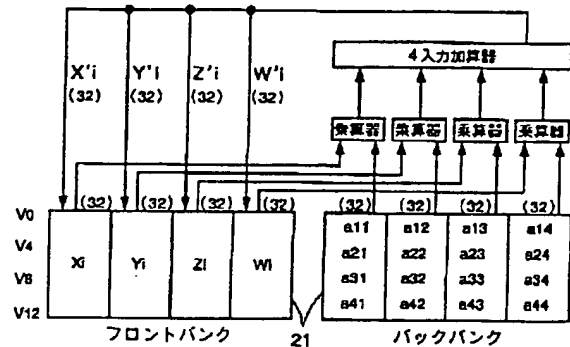 4入力加算器
X'i Y'i Z'i W'i
(32) (32) (32) (32)
乗算器 乗算器 乗算器 乗算器
(32) (32) (32) (32) (32) (32) (32) (32)
V0 a11 a12 a13 a14
V4 Xi Yi Zi Wi a21 a22 a23 a24
V8 a31 a32 a33 a34
V12 a41 a42 a43 a44
フロントバンク 21 バックバンク